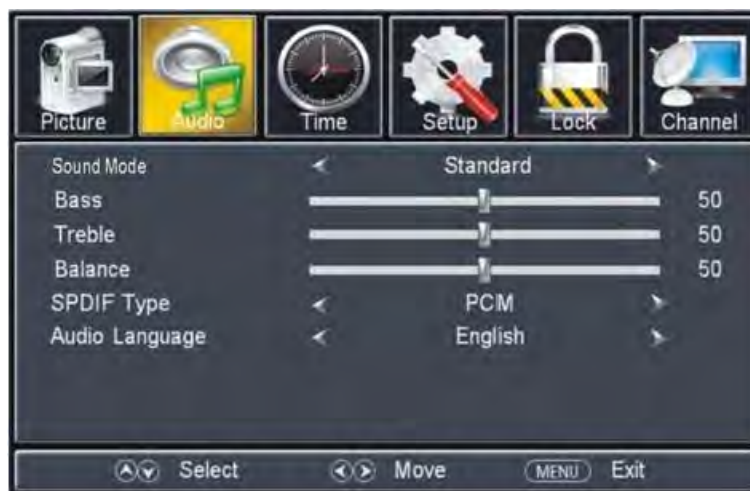 Picture Audio Time Setup Lock Channel
Sound Mode Standard
Bass 50
Treble 50
Balance 50
SPDIF Type PCM
Audio Language English
Select Move MENU Exit